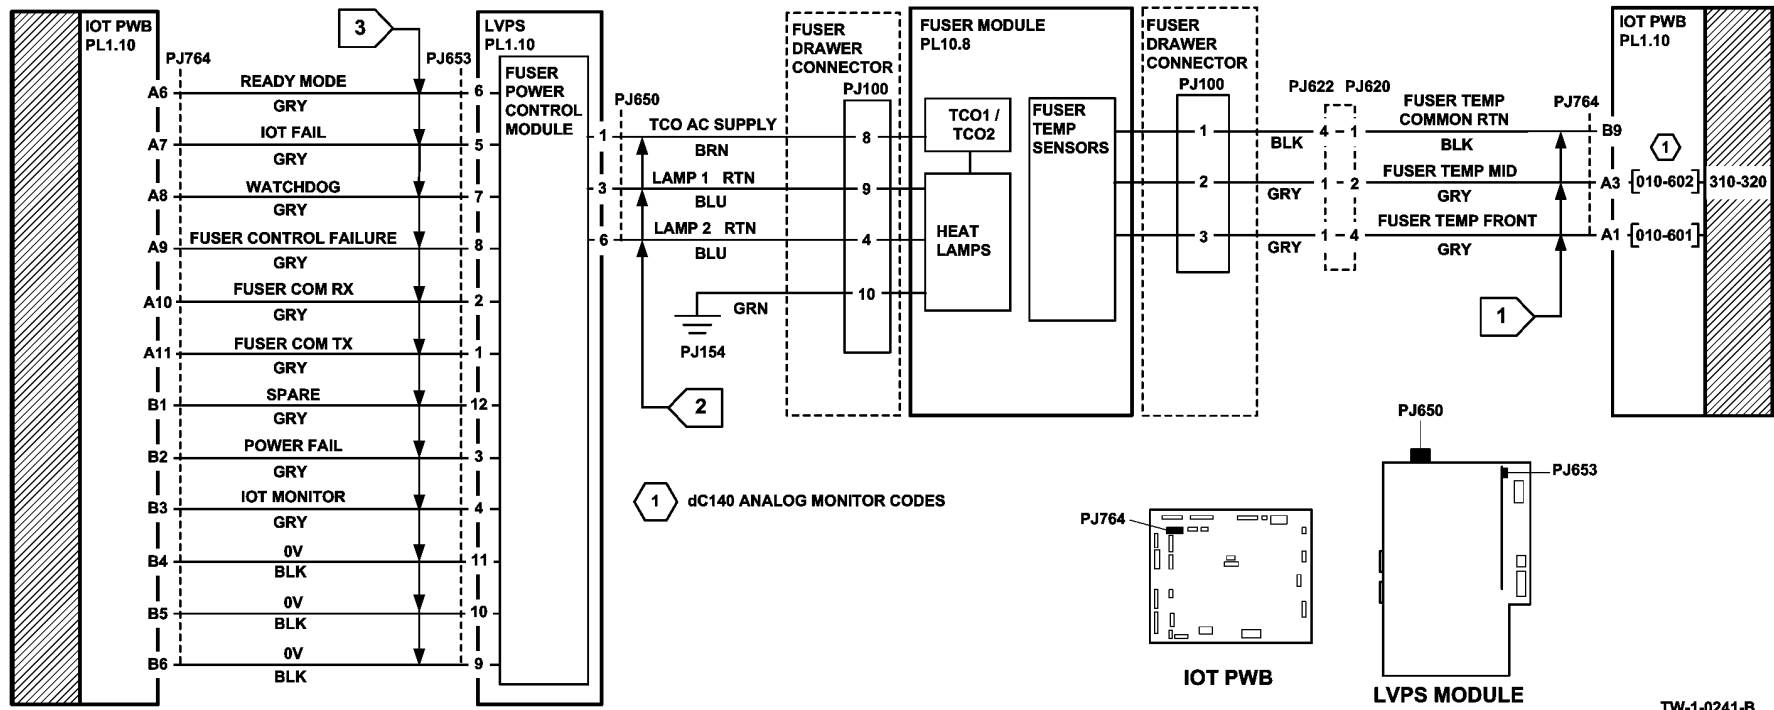 IOT PWB
PL1.10
PJ764
3
PJ653
LVPS
PL1.10
FUSER
POWER
CONTROL
MODULE
A6 READY MODE 6
GRY
A7 IOT FAIL 5
GRY
A8 WATCHDOG 7
GRY
A9 FUSER CONTROL FAILURE 8
GRY
A10 FUSER COM RX 2
GRY
A11 FUSER COM TX 1
GRY
B1 SPARE 12
GRY
B2 POWER FAIL 3
GRY
B3 IOT MONITOR 4
GRY
B4 0V 11
BLK
B5 0V 10
BLK
B6 0V 9
BLK
PJ650
1 TCO AC SUPPLY 8
BRN
3 LAMP 1 RTN 9
BLU
6 LAMP 2 RTN 4
BLU
10
GRN
PJ154
2
FUSER
DRAWER
CONNECTOR
PJ100
FUSER MODULE
PL10.8
TCO1 /
TCO2
HEAT
LAMPS
FUSER
TEMP
SENSORS
FUSER
DRAWER
CONNECTOR
PJ100
PJ622 PJ620
PJ764
IOT PWB
PL1.10
FUSER TEMP
COMMON RTN
1 4 1 B9
BLK BLK
1
FUSER TEMP MID
2 1 2 A3 [010-602] 310-320
GRY GRY
FUSER TEMP FRONT
3 1 4 A1 [010-601]
GRY GRY
1
1 dC140 ANALOG MONITOR CODES
PJ764
IOT PWB
PJ650
PJ653
LVPS MODULE
TW-1-0241-B